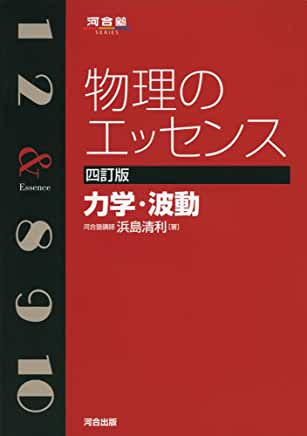 河合塾
SERIES
物理の
エッセンス
四訂版
力学・波動
河合塾講師 浜島清利〔著〕
河合出版
1
2
&
Essence
8
9
10